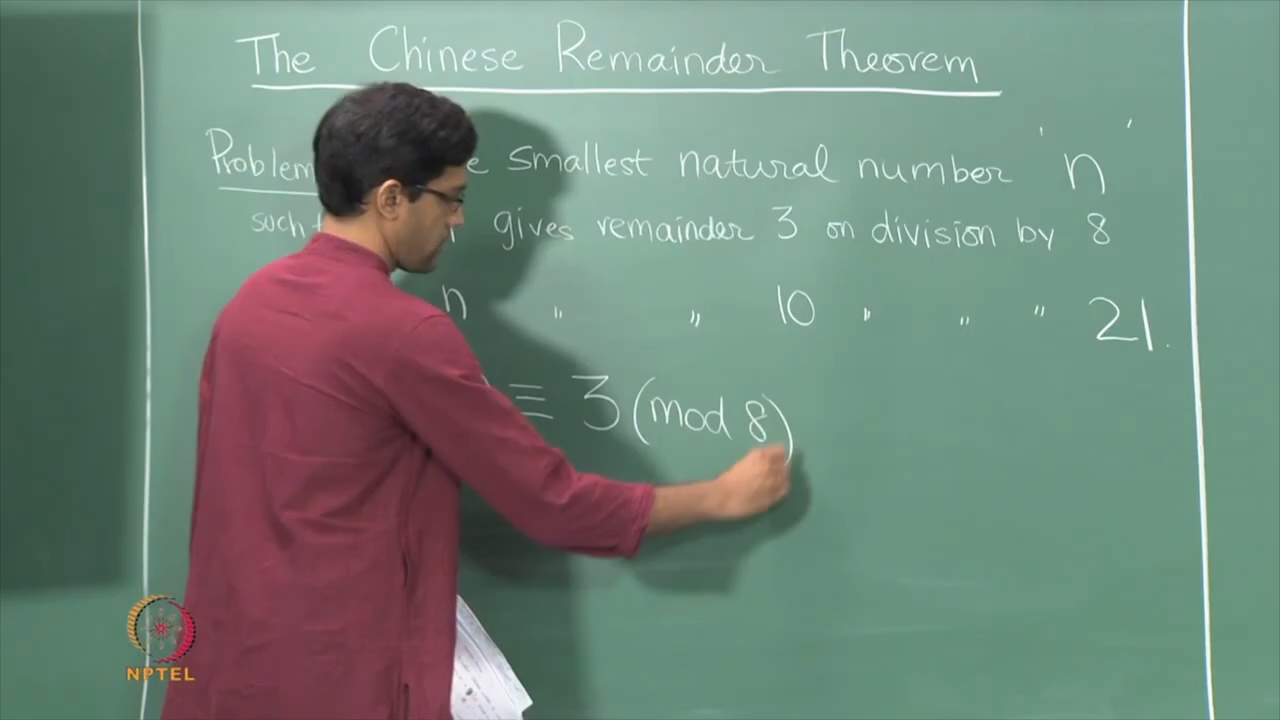 The Chinese Remainder Theorem
Problem smallest natural number 'n'
such gives remainder 3 on division by 8
n " " 10 " " " 21.
≡ 3 (mod 8)
NPTEL